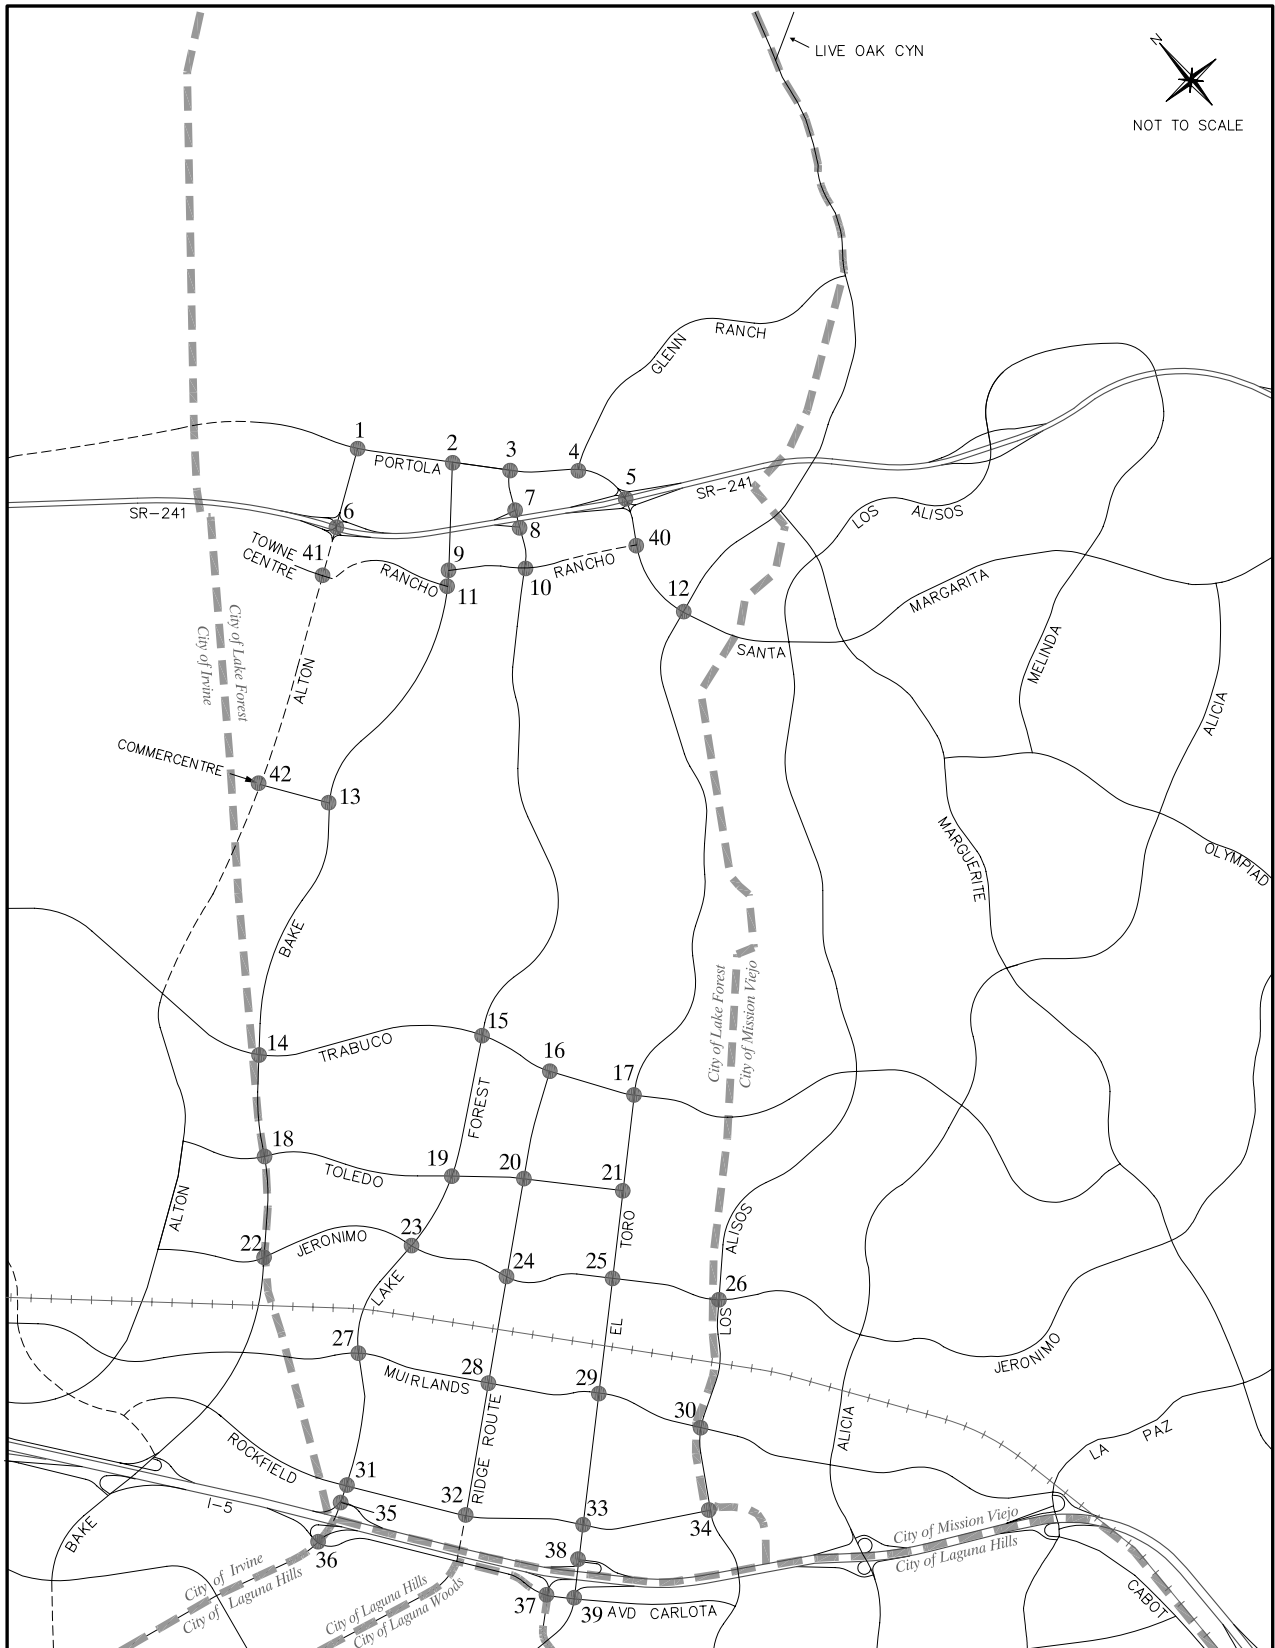 LIVE OAK CYN
N
NOT TO SCALE
RANCH
GLENN
1
2
3
4
PORTOLA
5
SR-241
SR-241
6
7
8
LOS
ALISOS
TOWNE
CENTRE
41
40
9
RANCHO
RANCHO
10
11
12
MARGARITA
SANTA
City of Lake Forest
City of Irvine
ALTON
MELINDA
ALICIA
COMMERCENTRE
42
13
MARGUERITE
OLYMPIAD
BAKE
City of Lake Forest
City of Mission Viejo
14
TRABUCO
15
16
17
FOREST
18
TOLEDO
19
20
21
ALTON
TORO
ALISOS
22
JERONIMO
23
24
25
26
LAKE
EL
LOS
27
MUIRLANDS
28
29
30
JERONIMO
RIDGE ROUTE
ALICIA
LA
PAZ
ROCKFIELD
31
32
33
34
I-5
35
BAKE
36
City of Mission Viejo
City of Laguna Hills
38
City of Irvine
City of Laguna Hills
City of Laguna Hills
City of Laguna Woods
37
39
AVD CARLOTA
CABOT